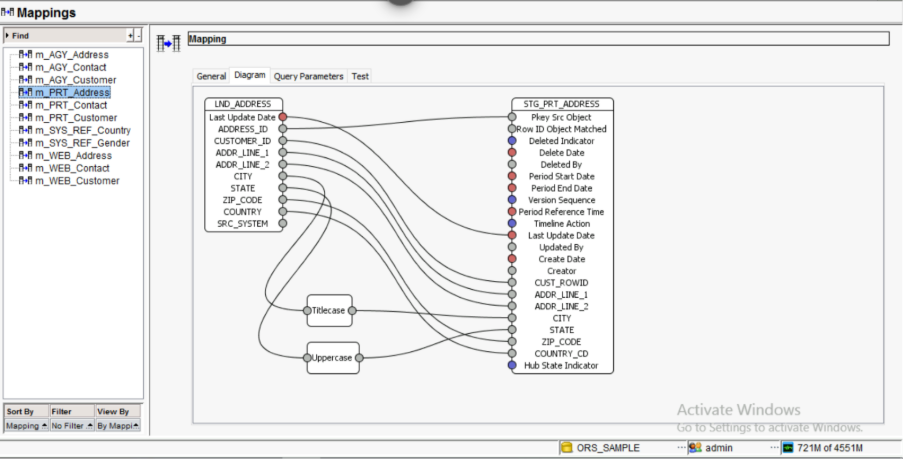 Mappings
Find
+ -
m_AGY_Address
m_AGY_Contact
m_AGY_Customer
m_PRT_Address
m_PRT_Contact
m_PRT_Customer
m_SYS_REF_Country
m_SYS_REF_Gender
m_WEB_Address
m_WEB_Contact
m_WEB_Customer
Sort By Filter View By
Mapping No Filter By Mappi
Mapping
General Diagram Query Parameters Test
LND_ADDRESS
Last Update Date
ADDRESS_ID
CUSTOMER_ID
ADDR_LINE_1
ADDR_LINE_2
CITY
STATE
ZIP_CODE
COUNTRY
SRC_SYSTEM
Titlecase
Uppercase
STG_PRT_ADDRESS
Pkey Src Object
Row ID Object Matched
Deleted Indicator
Delete Date
Deleted By
Period Start Date
Period End Date
Version Sequence
Period Reference Time
Timeline Action
Last Update Date
Updated By
Create Date
Creator
CUST_ROWID
ADDR_LINE_1
ADDR_LINE_2
CITY
STATE
ZIP_CODE
COUNTRY_CD
Hub State Indicator
Activate Windows
Go to Settings to activate Windows.
ORS_SAMPLE admin 721M of 4551M